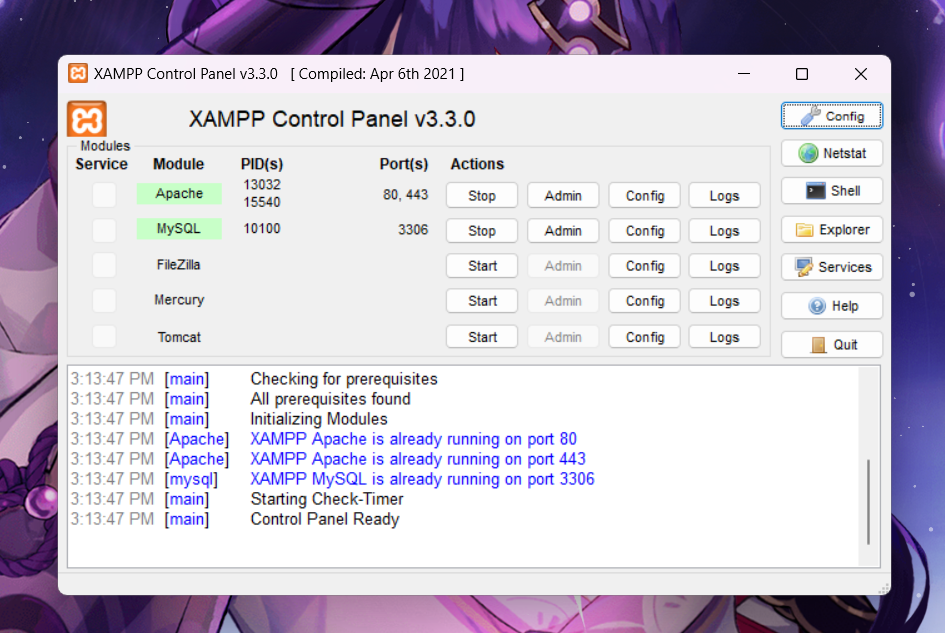 XAMPP Control Panel v3.3.0 [ Compiled: Apr 6th 2021 ]
XAMPP Control Panel v3.3.0
Config
Modules
Service Module PID(s) Port(s) Actions
Netstat
Apache 13032 15540 80, 443 Stop Admin Config Logs
Shell
MySQL 10100 3306 Stop Admin Config Logs
Explorer
FileZilla Start Admin Config Logs
Services
Mercury Start Admin Config Logs
Help
Tomcat Start Admin Config Logs
Quit
3:13:47 PM [main] Checking for prerequisites
3:13:47 PM [main] All prerequisites found
3:13:47 PM [main] Initializing Modules
3:13:47 PM [Apache] XAMPP Apache is already running on port 80
3:13:47 PM [Apache] XAMPP Apache is already running on port 443
3:13:47 PM [mysql] XAMPP MySQL is already running on port 3306
3:13:47 PM [main] Starting Check-Timer
3:13:47 PM [main] Control Panel Ready